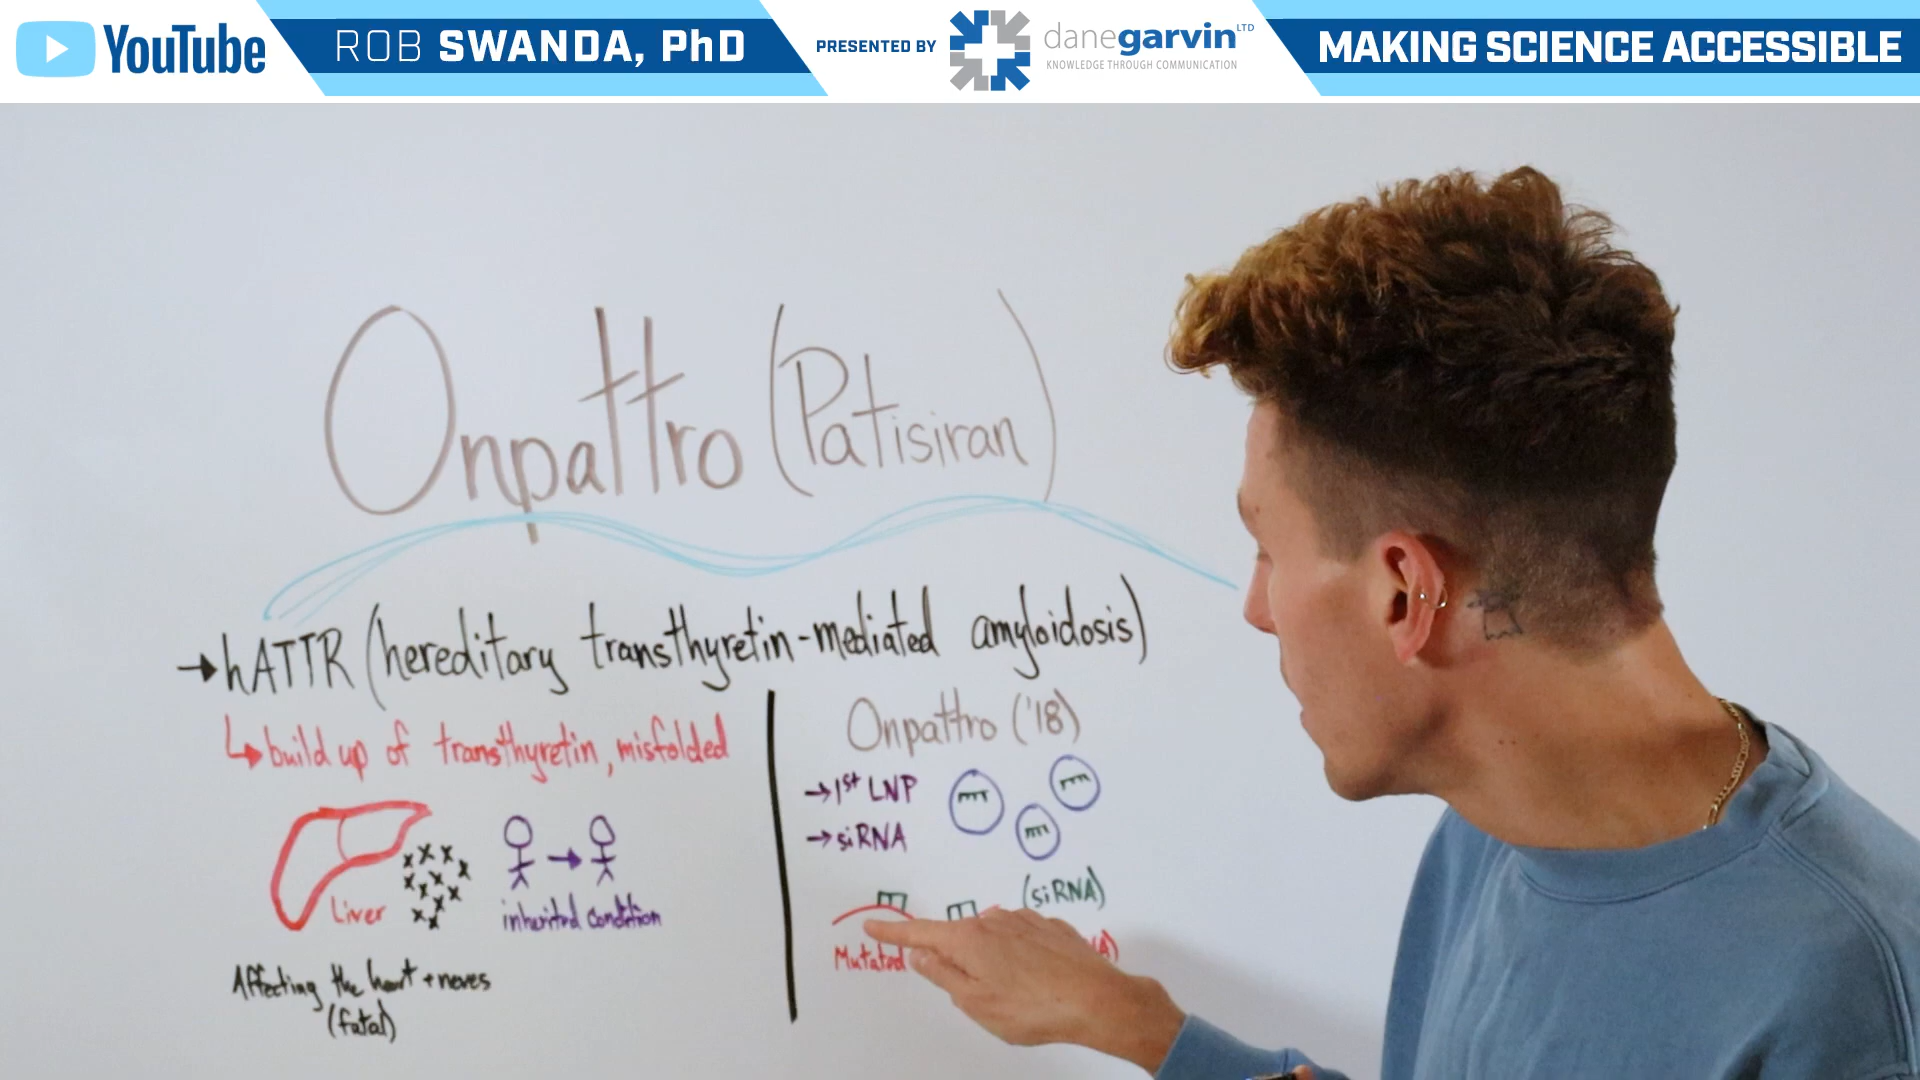 YouTube
ROB SWANDA, PhD
PRESENTED BY
danegarvin LTD
KNOWLEDGE THROUGH COMMUNICATION
MAKING SCIENCE ACCESSIBLE
Onpattro (Patisiran)
→hATTR (hereditary transthyretin-mediated amyloidosis)
↳build up of transthyretin, misfolded
Liver
inherited condition
Affecting the heart + nerves
(fatal)
Onpattro ('18)
→1st LNP
→siRNA
(siRNA)
Mutated